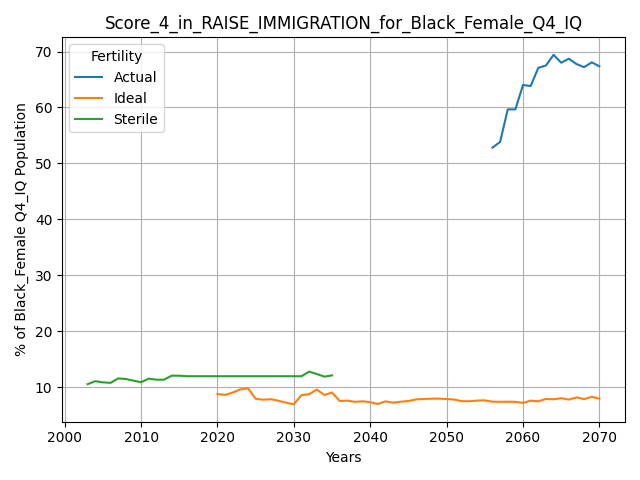 Score_4_in_RAISE_IMMIGRATION_for_Black_Female_Q4_IQ
Fertility
Actual
Ideal
Sterile
% of Black_Female Q4_IQ Population
70
60
50
40
30
20
10
2000 2010 2020 2030 2040 2050 2060 2070
Years